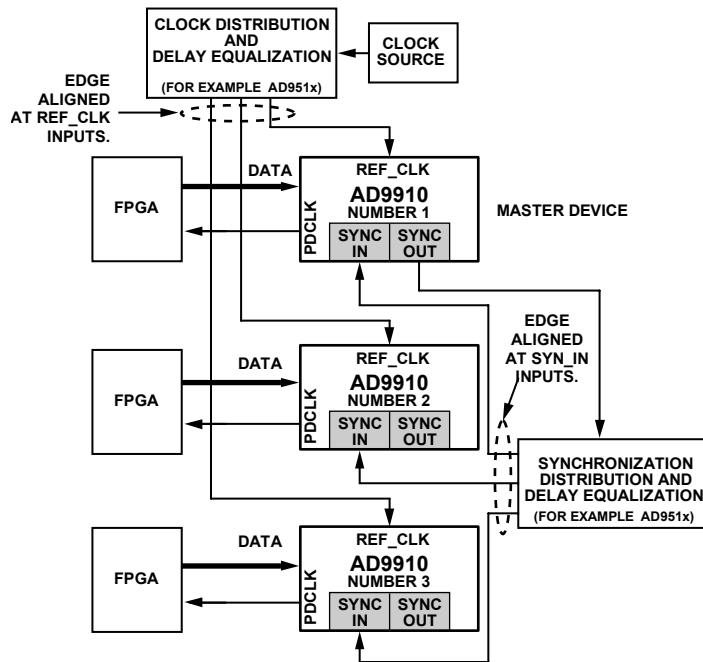 CLOCK DISTRIBUTION
AND
DELAY EQUALIZATION
(FOR EXAMPLE AD951x)
CLOCK
SOURCE
EDGE
ALIGNED
AT REF_CLK
INPUTS.
FPGA
DATA
PDCLK
REF_CLK
AD9910
NUMBER 1
SYNC
IN
SYNC
OUT
MASTER DEVICE
EDGE
ALIGNED
AT SYN_IN
INPUTS.
FPGA
DATA
PDCLK
REF_CLK
AD9910
NUMBER 2
SYNC
IN
SYNC
OUT
SYNCHRONIZATION
DISTRIBUTION AND
DELAY EQUALIZATION
(FOR EXAMPLE AD951x)
FPGA
DATA
PDCLK
REF_CLK
AD9910
NUMBER 3
SYNC
IN
SYNC
OUT